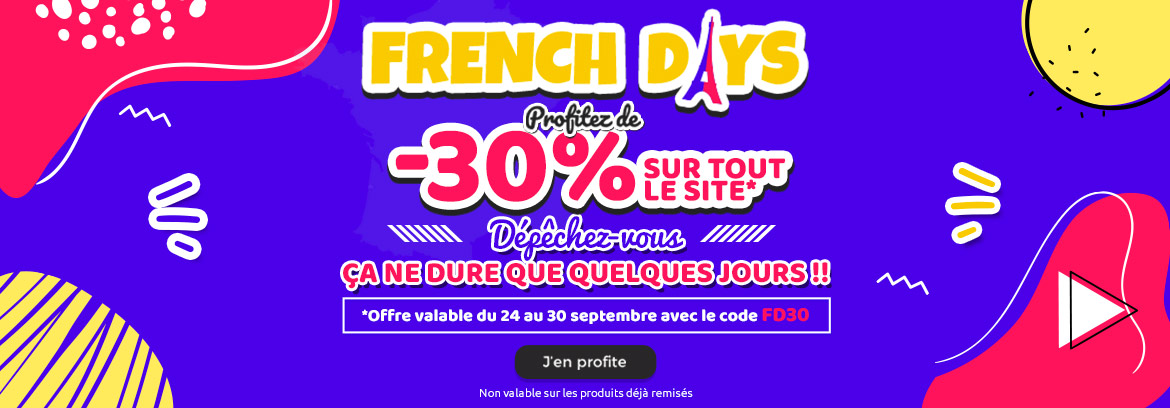 FRENCH DAYS
Profitez de
-30% SUR TOUT
LE SITE*
Dépêchez-vous
ÇA NE DURE QUE QUELQUES JOURS !!
*Offre valable du 24 au 30 septembre avec le code FD30
J'en profite
Non valable sur les produits déjà remisés